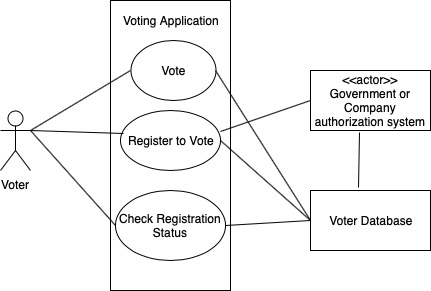 Voting Application
Vote
Register to Vote
Check Registration
Status
Voter
<<actor>>
Government or
Company
authorization system
Voter Database